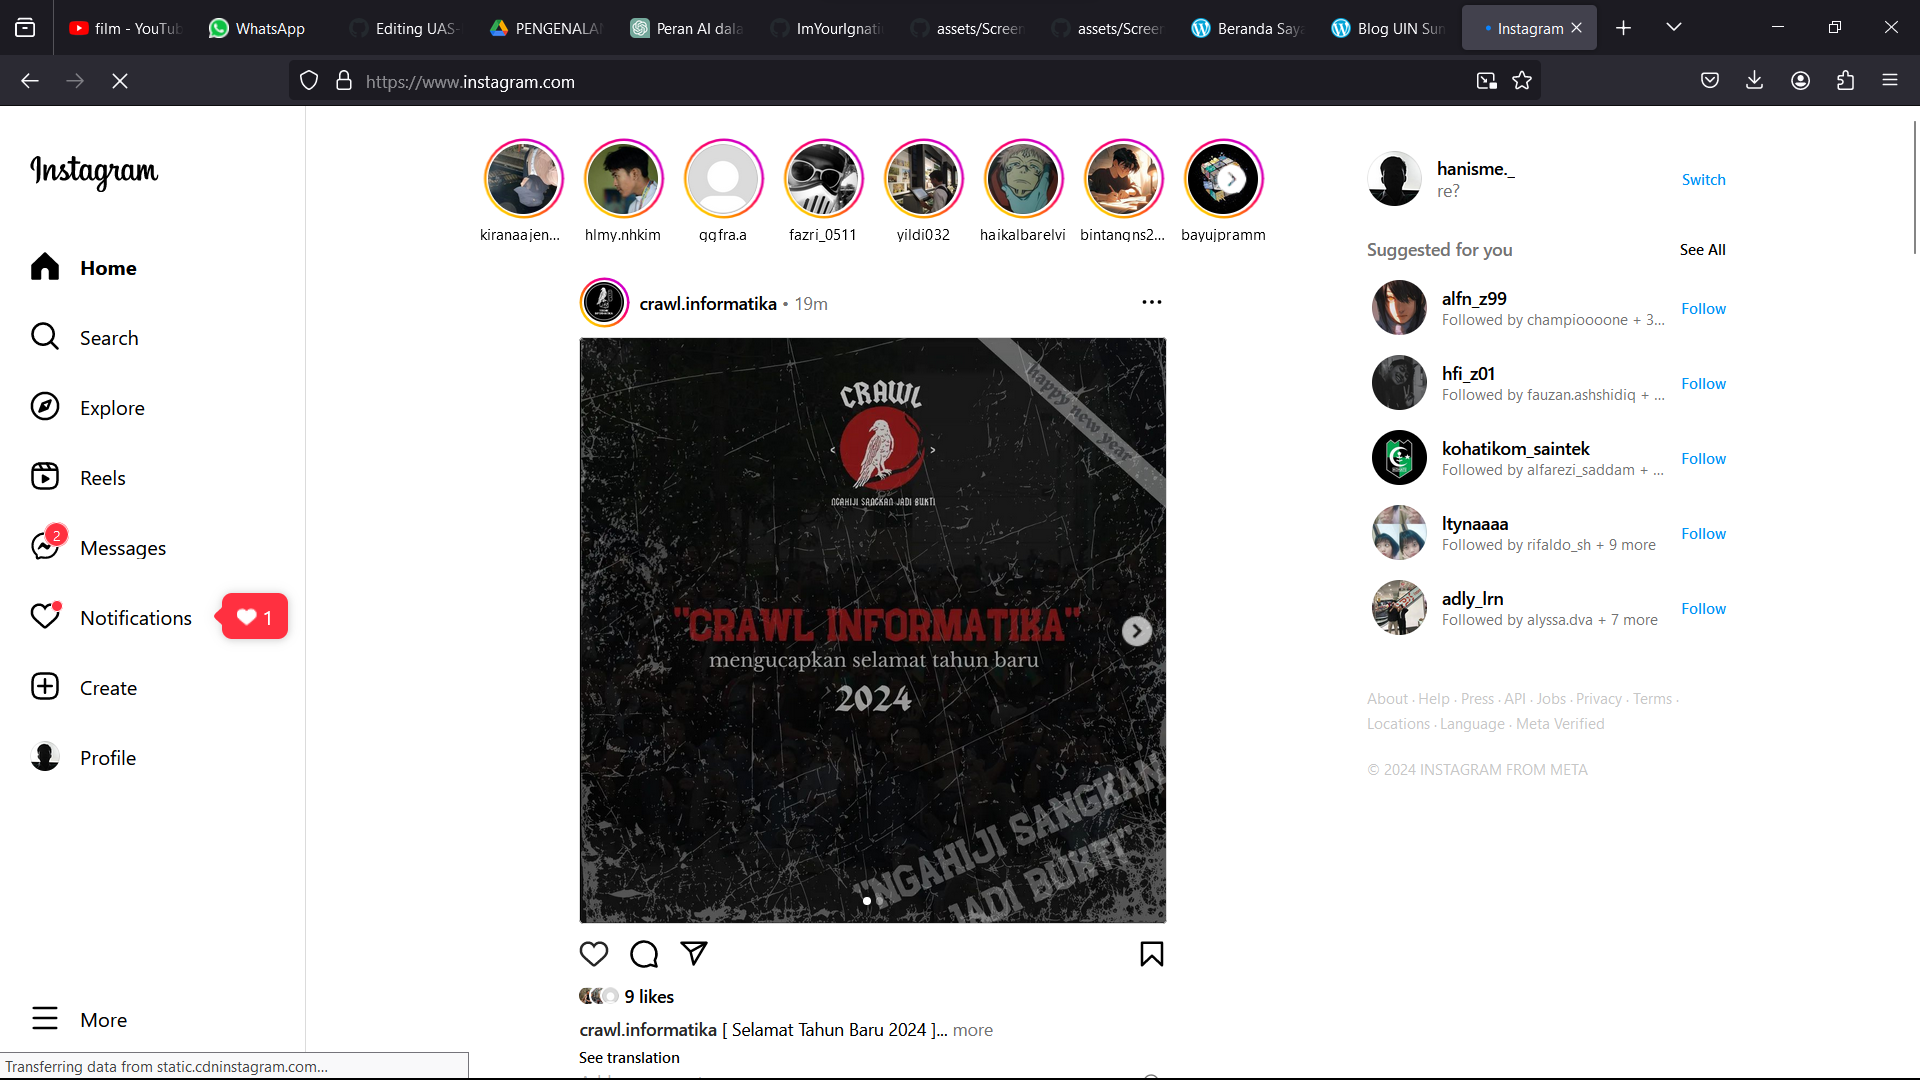 film - YouTu
WhatsApp
Editing UAS-
PENGENALAN
Peran AI dala
ImYourIgnati
assets/Screen
assets/Screen
Beranda Saya
Blog UIN Sun
Instagram
https://www.instagram.com
Instagram
Home
Search
Explore
Reels
2
Messages
Notifications
1
Create
Profile
More
kiranaajen...
hlmy.nhkim
ggfra.a
fazri_0511
yildi032
haikalbarelvi
bintangns2...
bayujpramm
crawl.informatika • 19m
happy new year
CRAWL
< >
NGAHIJI SANGKAN JADI BUKTI
"CRAWL INFORMATIKA"
mengucapkan selamat tahun baru
2024
"NGAHIJI SANGKAN
JADI BUKTI"
9 likes
crawl.informatika [ Selamat Tahun Baru 2024 ]... more
See translation
hanisme._
re?
Switch
Suggested for you
See All
alfn_z99
Followed by champioooone + 3...
Follow
hfi_z01
Followed by fauzan.ashshidiq + ...
Follow
kohatikom_saintek
Followed by alfarezi_saddam + ...
Follow
ltynaaaa
Followed by rifaldo_sh + 9 more
Follow
adly_lrn
Followed by alyssa.dva + 7 more
Follow
About · Help · Press · API · Jobs · Privacy · Terms ·
Locations · Language · Meta Verified
© 2024 INSTAGRAM FROM META
Transferring data from static.cdninstagram.com...